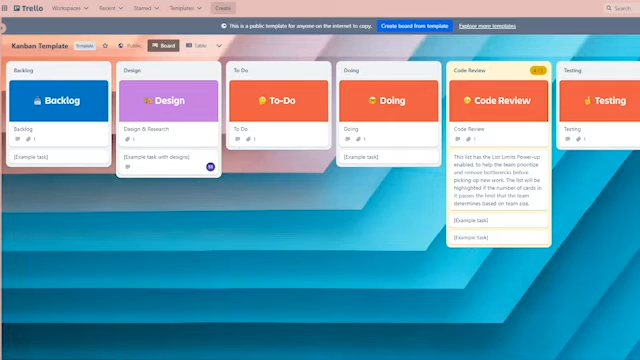 Trello
Workspaces
Recent
Starred
Templates
Create
Search
This is a public template for anyone on the internet to copy.
Create board from template
Explore more templates
Kanban Template
Template
Public
Board
Table
Backlog
Backlog
Backlog
1
[Example task]
Design
Design
Design & Research
1
[Example task with designs]
To Do
To-Do
To Do
1
Doing
Doing
Doing
1
[Example task]
Code Review
Code Review
Code Review
1
This list has the List Limits Power-up
enabled, to help the team prioritize
and remove bottlenecks before
picking up new work. The list will be
highlighted if the number of cards in
it passes the limit that the team
determines based on team size.
[Example task]
[Example task]
Testing
Testing
Testing
1
[Example task]